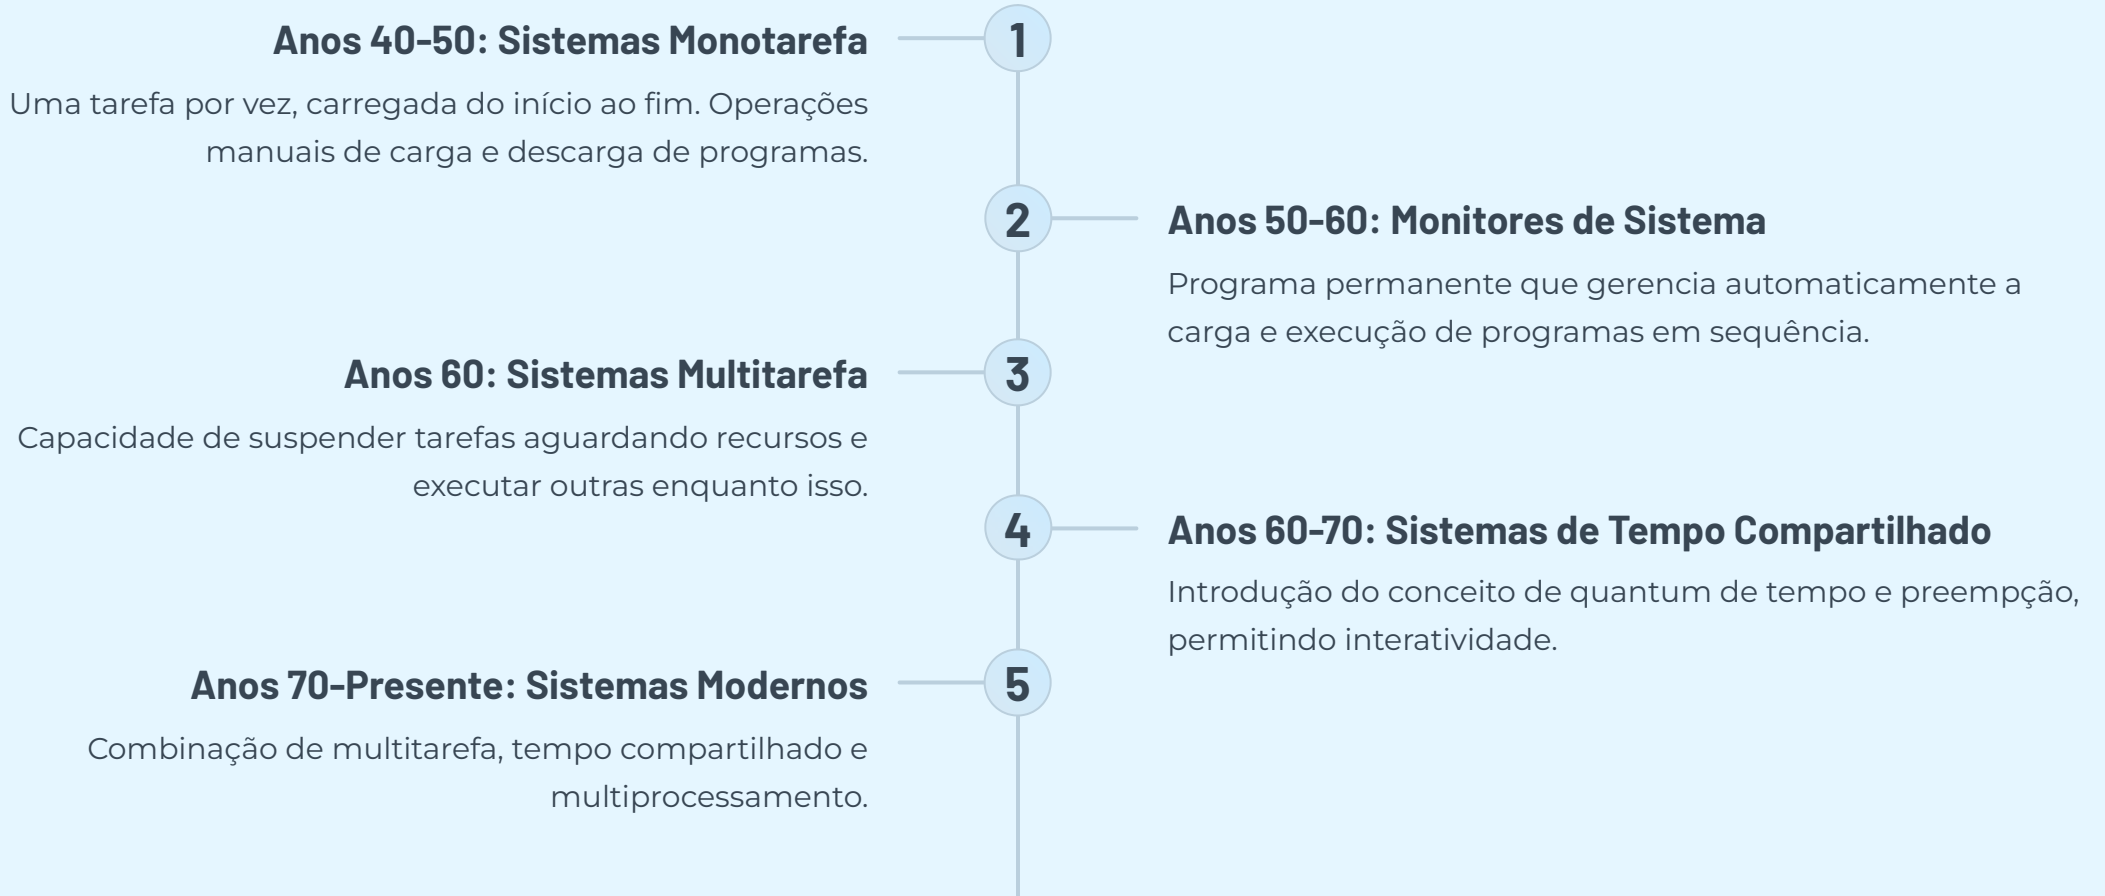 1
Anos 40-50: Sistemas Monotarefa
Uma tarefa por vez, carregada do início ao fim. Operações
manuais de carga e descarga de programas.
2
Anos 50-60: Monitores de Sistema
Programa permanente que gerencia automaticamente a
carga e execução de programas em sequência.
3
Anos 60: Sistemas Multitarefa
Capacidade de suspender tarefas aguardando recursos e
executar outras enquanto isso.
4
Anos 60-70: Sistemas de Tempo Compartilhado
Introdução do conceito de quantum de tempo e preempção,
permitindo interatividade.
5
Anos 70-Presente: Sistemas Modernos
Combinação de multitarefa, tempo compartilhado e
multiprocessamento.